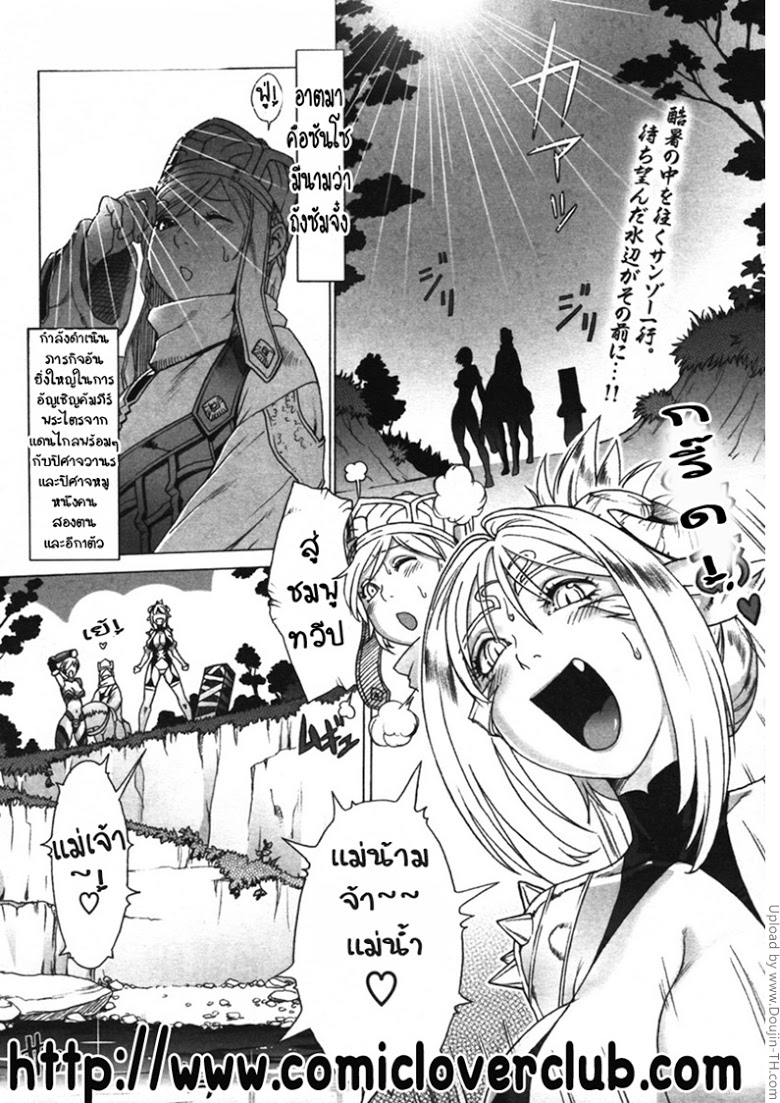 カァァッ
酷暑の中を往くサンゾー一行。
待ち望んだ水辺がその前に…!!
ฟู่!
อาตมา
คือซันโซ
มีนามว่า
ถังซัมจั๋ง
กำลังดำเนิน
ภารกิจอัน
ยิ่งใหญ่ในการ
อัญเชิญคัมภีร์
พระไตรจาก
แดนไกลพร้อมๆ
กับปีศาจวานร
และปีศาจหมู
หนึ่งคน
สองตน
และอีกาตัว
กรี๊ด!
สู่
ชมพู
ทวีป
เย้!
แม่น้าม
จ๋า~~
แม่น้ำ
♡
แม่เจ้า
~!
♡
http://www.comicloverclub.com
Upload by www.Doujin-TH.com